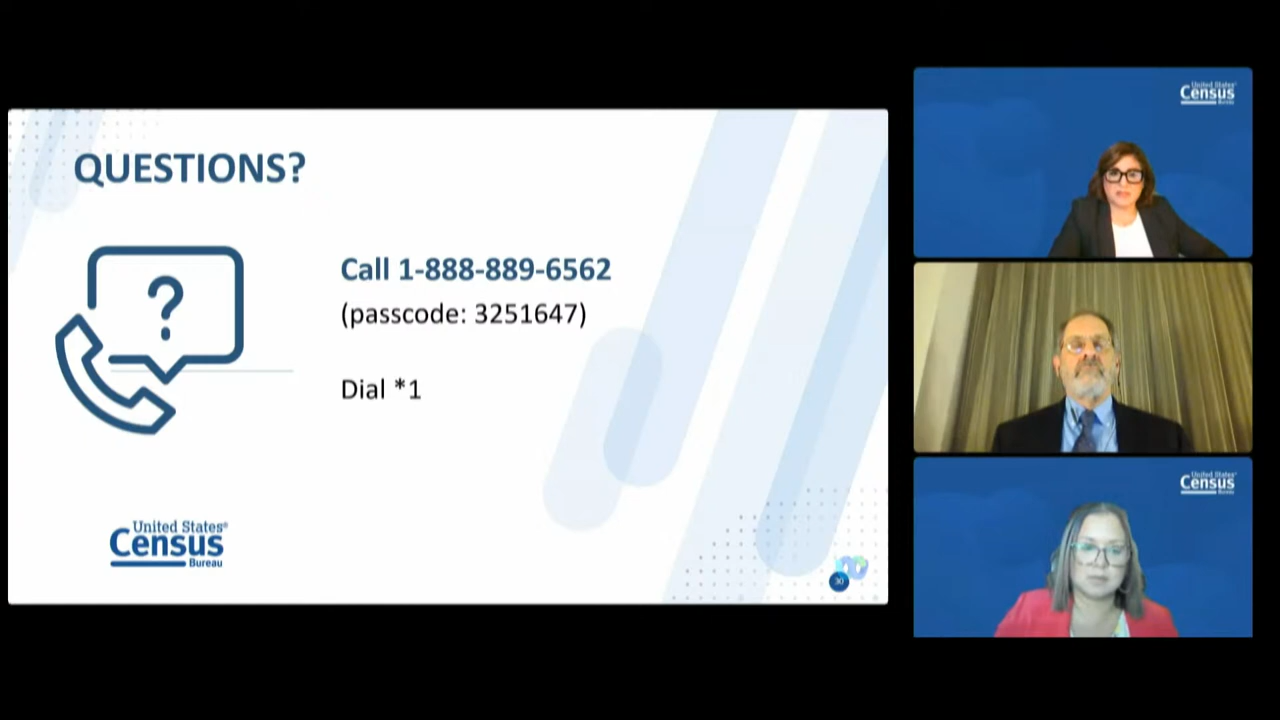 QUESTIONS?
?
Call 1-888-889-6562
(passcode: 3251647)
Dial *1
United States®
Census
Bureau
30
United States®
Census
Bureau
United States®
Census
Bureau